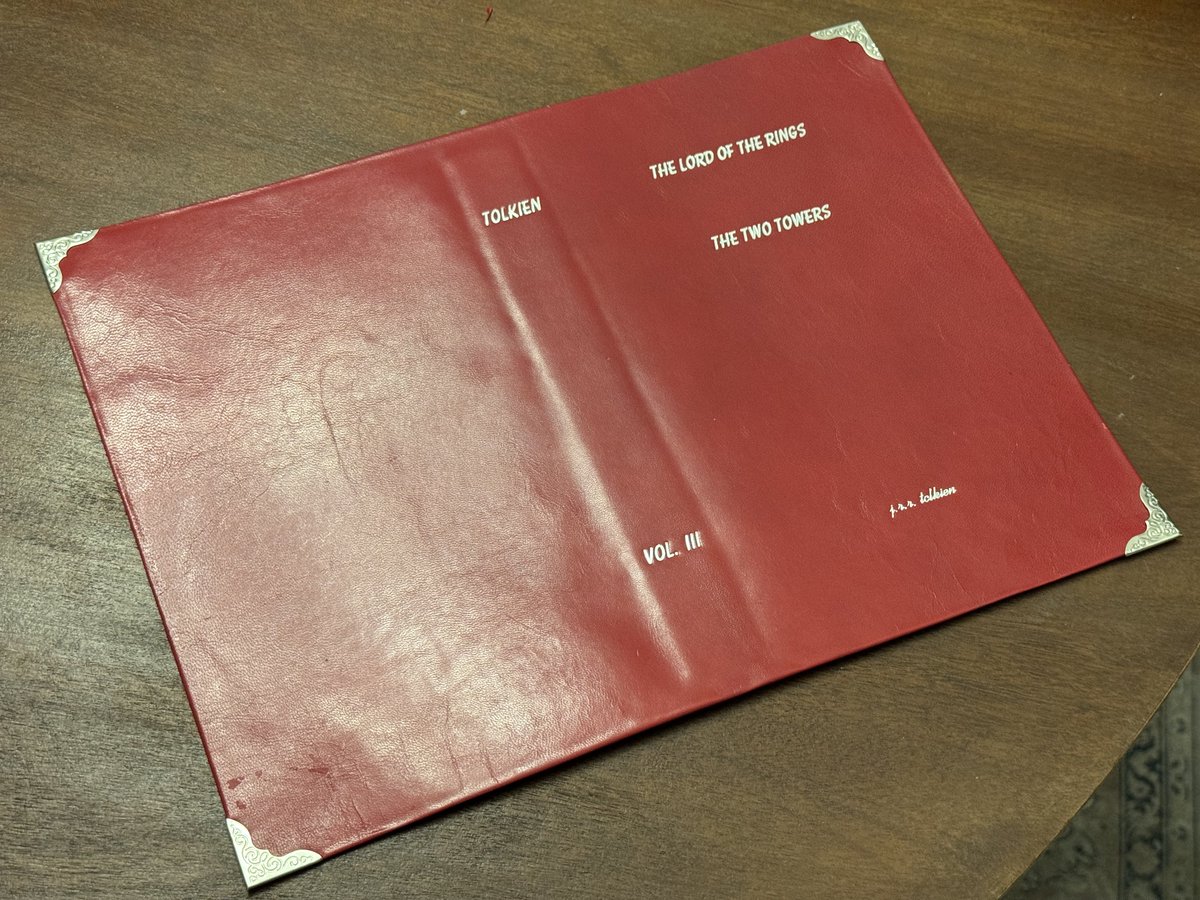 TOLKIEN
VOL. III
THE LORD OF THE RINGS
THE TWO TOWERS
j.r.r. tolkien